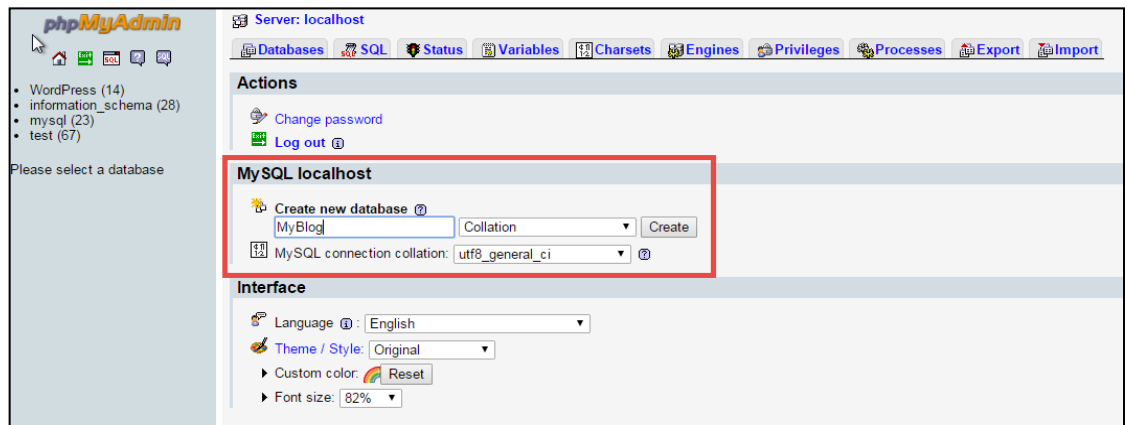 phpMyAdmin
WordPress (14)
information_schema (28)
mysql (23)
test (67)
Please select a database
Server: localhost
Databases SQL Status Variables Charsets Engines Privileges Processes Export Import
Actions
Change password
Log out
MySQL localhost
Create new database
MyBlog Collation Create
MySQL connection collation: utf8_general_ci
Interface
Language : English
Theme / Style: Original
Custom color: Reset
Font size: 82%